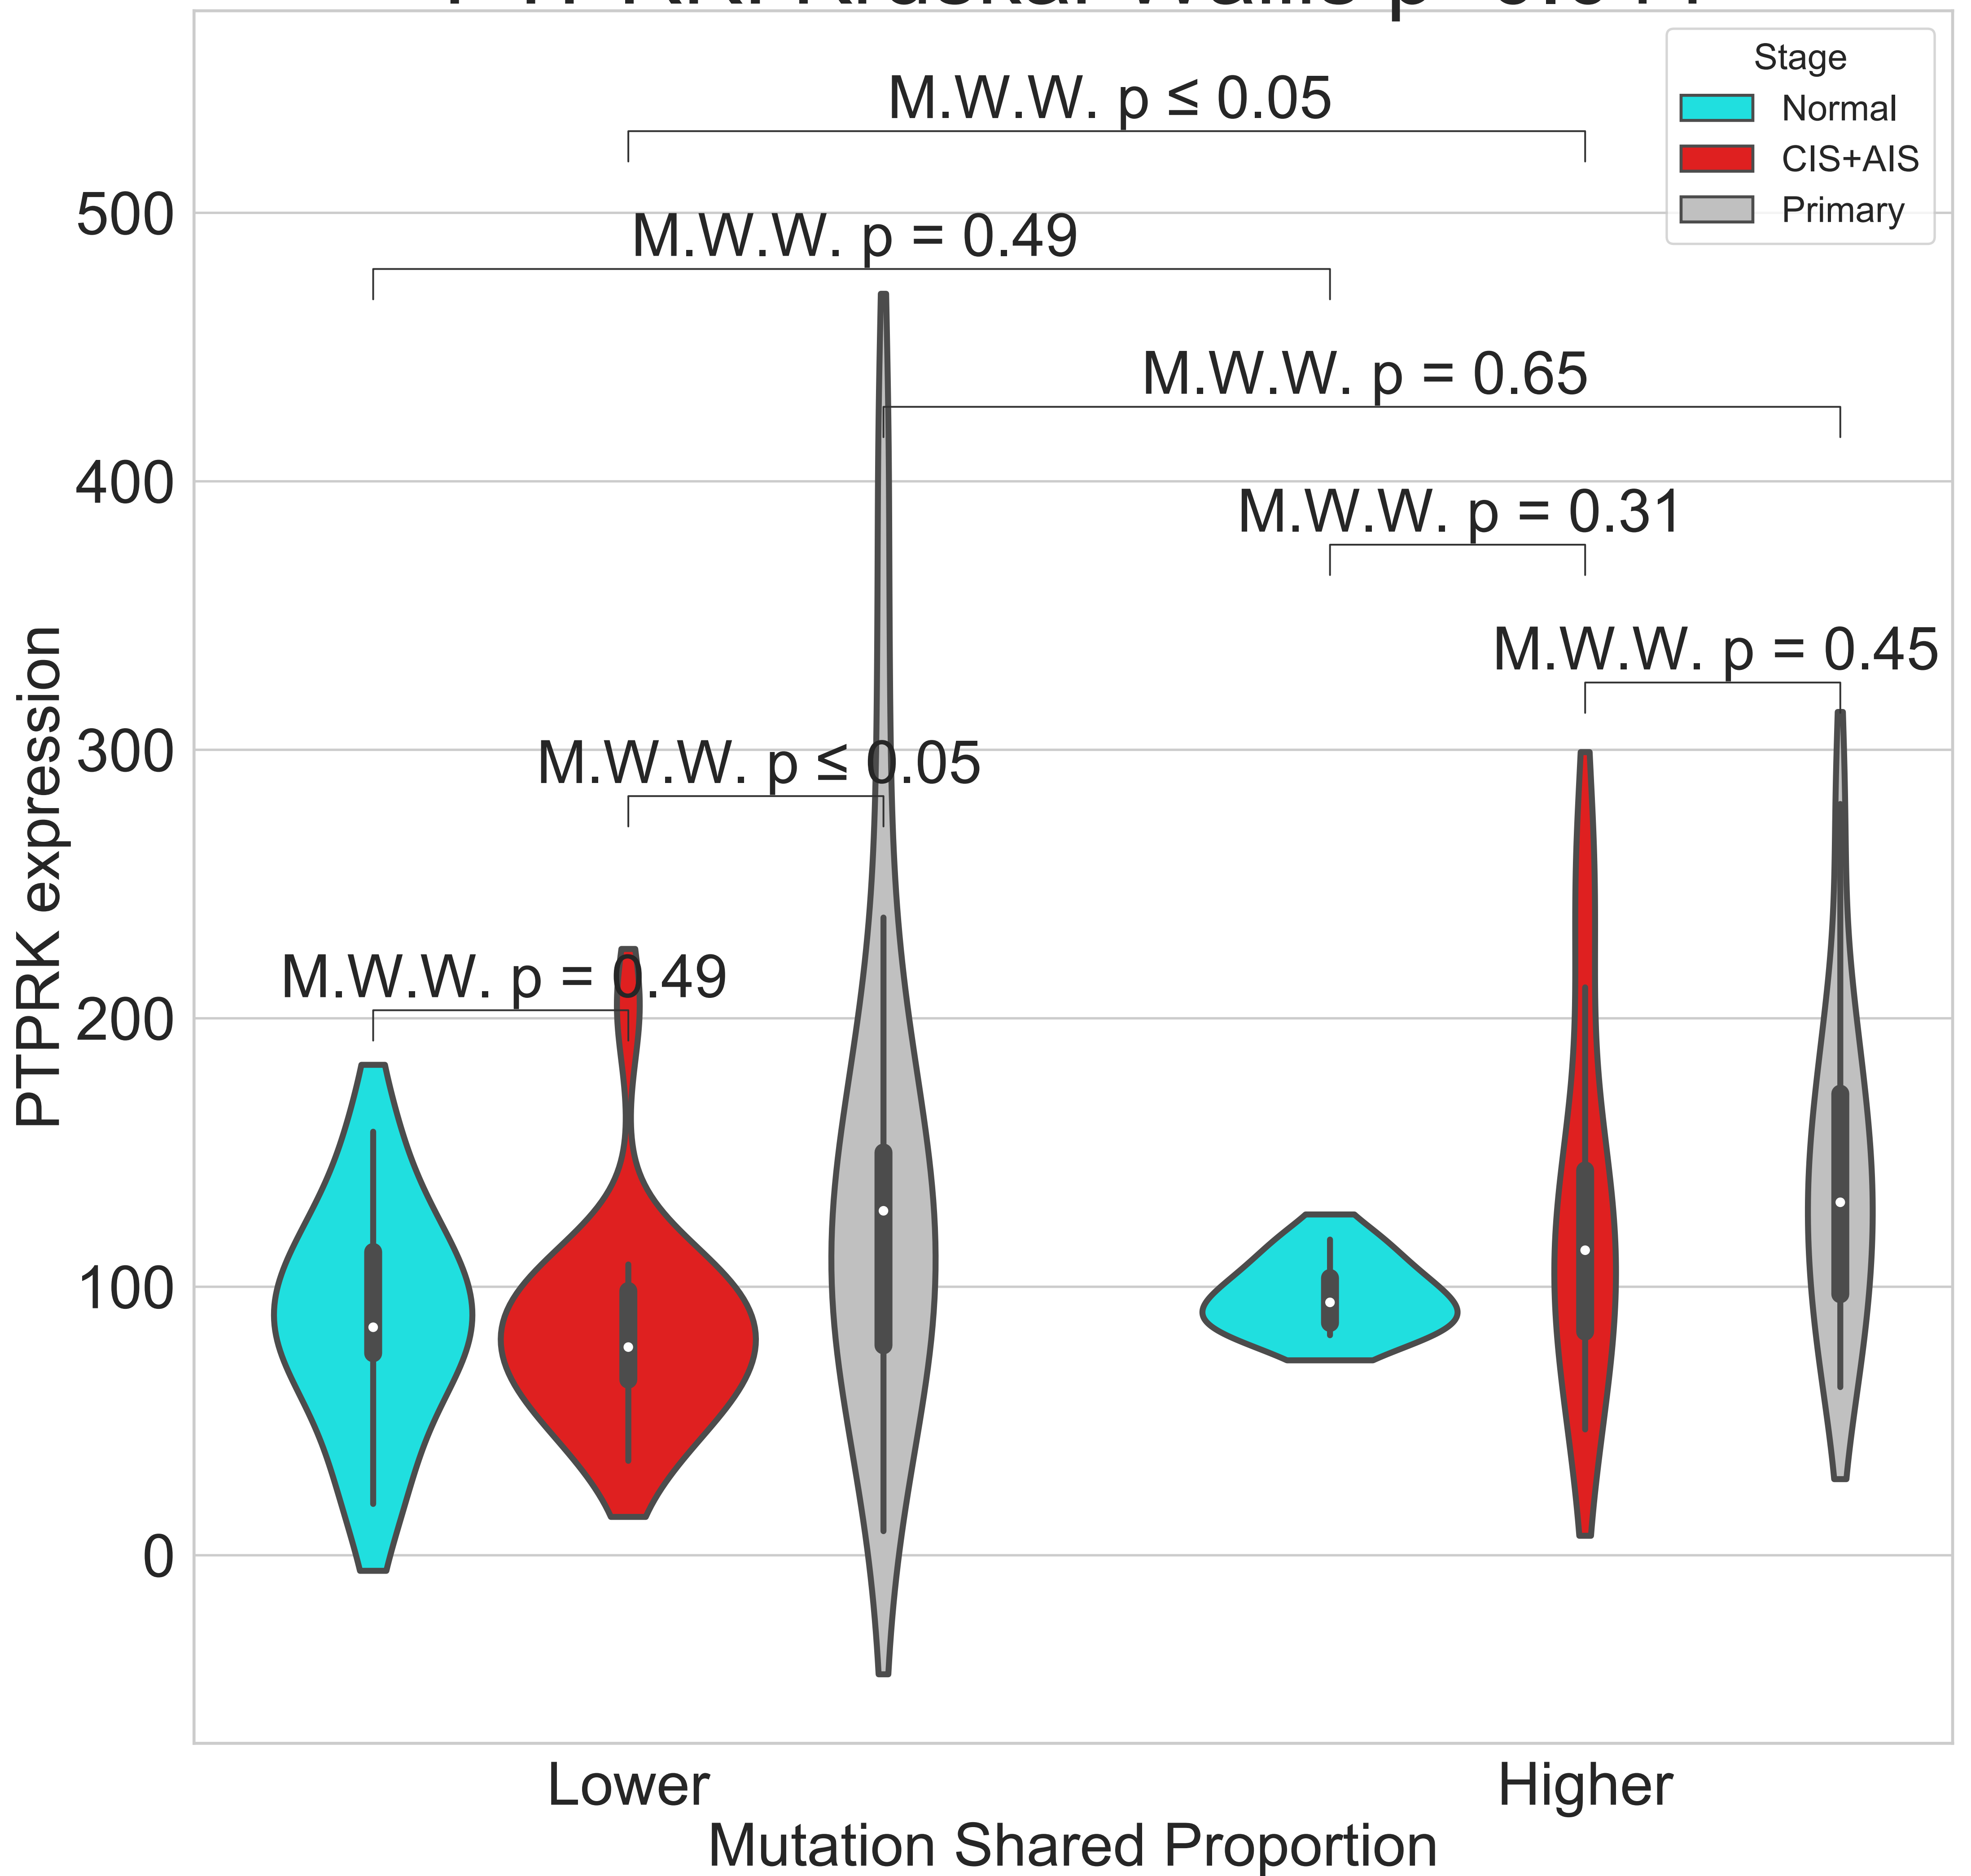 Stage
Normal
CIS+AIS
Primary
M.W.W. p ≤ 0.05
500
M.W.W. p = 0.49
M.W.W. p = 0.65
400
M.W.W. p = 0.31
M.W.W. p = 0.45
300
M.W.W. p ≤ 0.05
M.W.W. p = 0.49
200
100
0
PTPRK expression
Lower
Higher
Mutation Shared Proportion